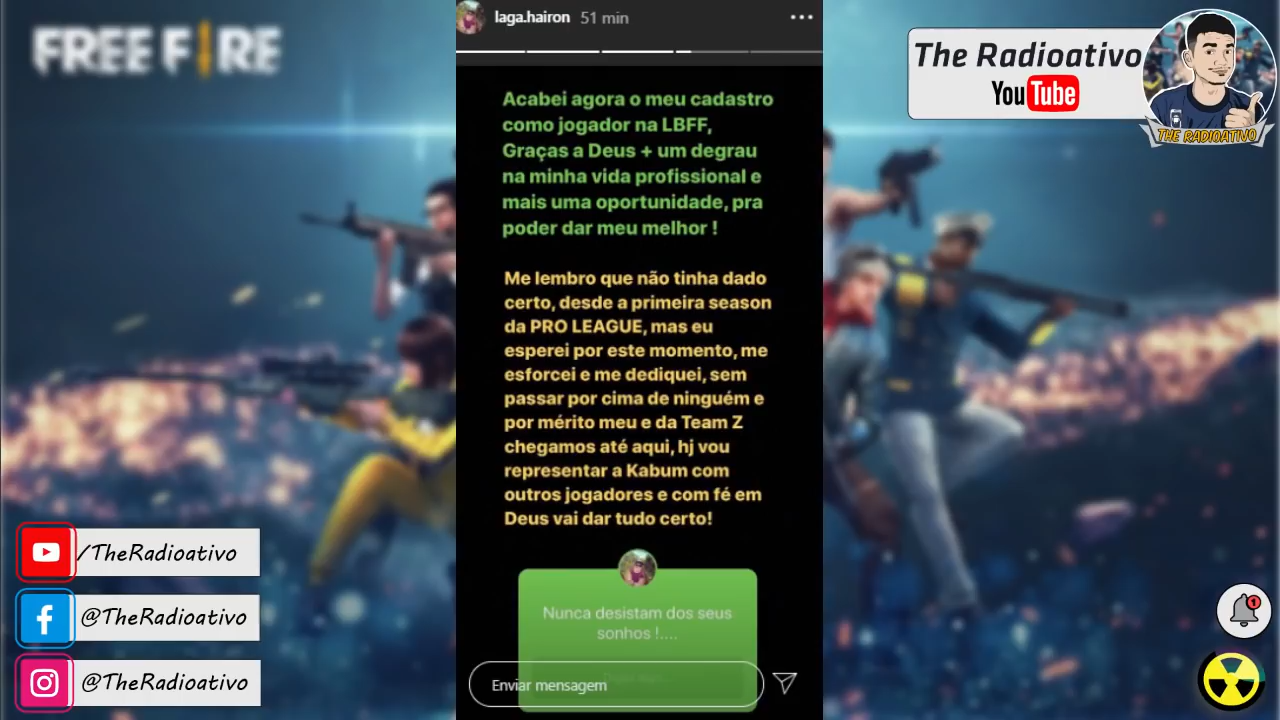 FREE FIRE
laga.hairon 51 min
The Radioativo
YouTube
THE RADIOATIVO
Acabei agora o meu cadastro
como jogador na LBFF,
Graças a Deus + um degrau
na minha vida profissional e
mais uma oportunidade, pra
poder dar meu melhor !
Me lembro que não tinha dado
certo, desde a primeira season
da PRO LEAGUE, mas eu
esperei por este momento, me
esforcei e me dediquei, sem
passar por cima de ninguém e
por mérito meu e da Team Z
chegamos até aqui, hj vou
representar a Kabum com
outros jogadores e com fé em
Deus vai dar tudo certo!
Nunca desistam dos seus
sonhos !....
Enviar mensagem
/TheRadioativo
@TheRadioativo
@TheRadioativo
1